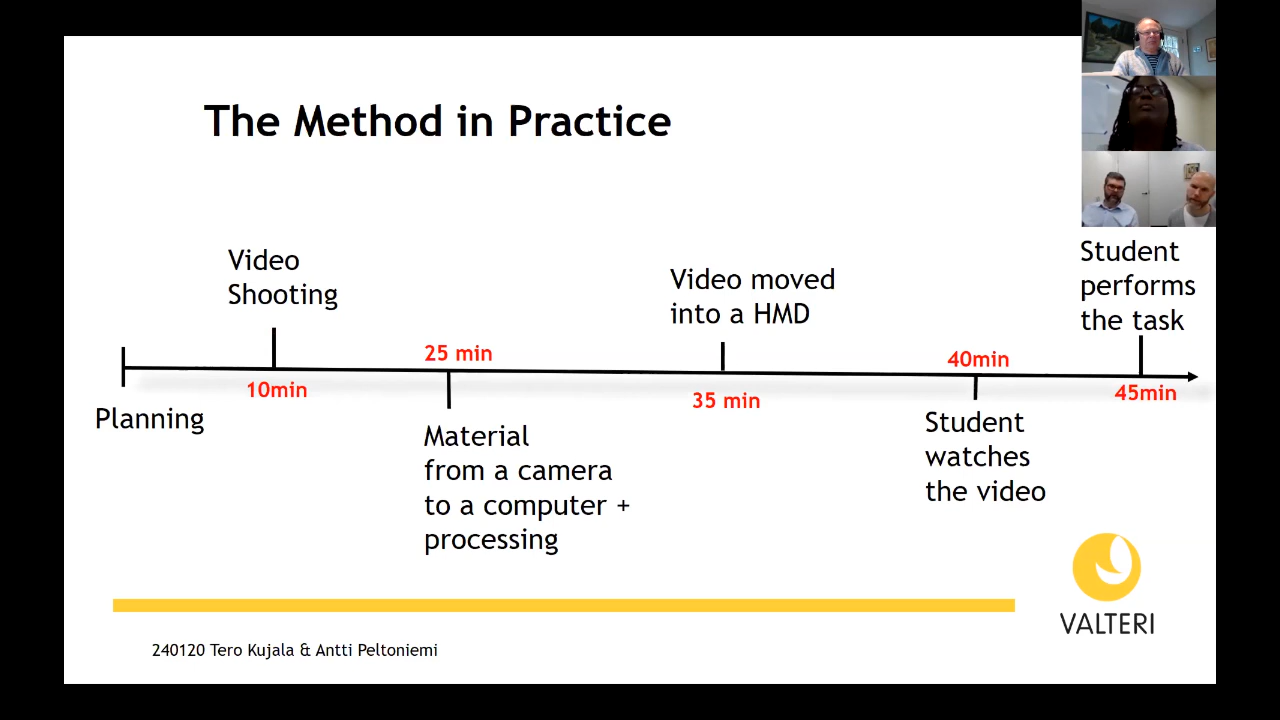 The Method in Practice
Video
Shooting
Video moved
into a HMD
Student
performs
the task
25 min
40min
10min
35 min
45min
Planning
Material
from a camera
to a computer +
processing
Student
watches
the video
VALTERI
240120 Tero Kujala & Antti Peltoniemi